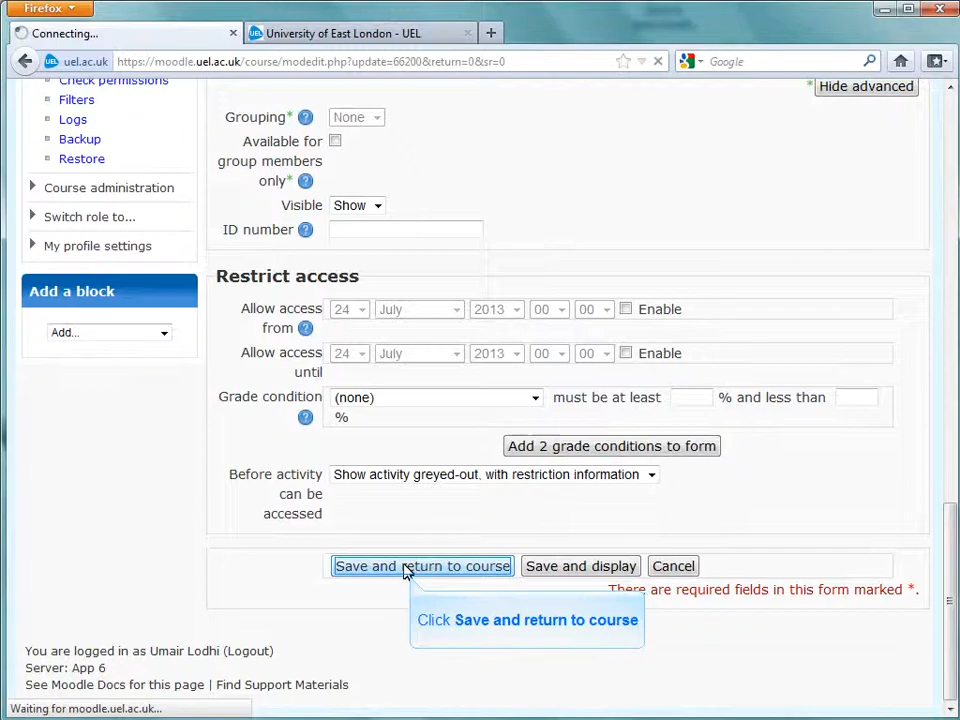 Firefox
Connecting...
UEL University of East London - UEL
UEL uel.ac.uk https://moodle.uel.ac.uk/course/modedit.php?update=66200&return=0&sr=0 Google
Check permissions
Filters
Logs
Backup
Restore
Course administration
Switch role to...
My profile settings
Add a block
Add...
* Hide advanced
Grouping* ? None
Available for group members only* ?
Visible Show
ID number ?
Restrict access
Allow access from ? 24 July 2013 00 00 Enable
Allow access until 24 July 2013 00 00 Enable
Grade condition ? (none) must be at least % and less than
%
Add 2 grade conditions to form
Before activity can be accessed Show activity greyed-out, with restriction information
Save and return to course Save and display Cancel
There are required fields in this form marked *.
Click Save and return to course
You are logged in as Umair Lodhi (Logout)
Server: App 6
See Moodle Docs for this page | Find Support Materials
Waiting for moodle.uel.ac.uk...